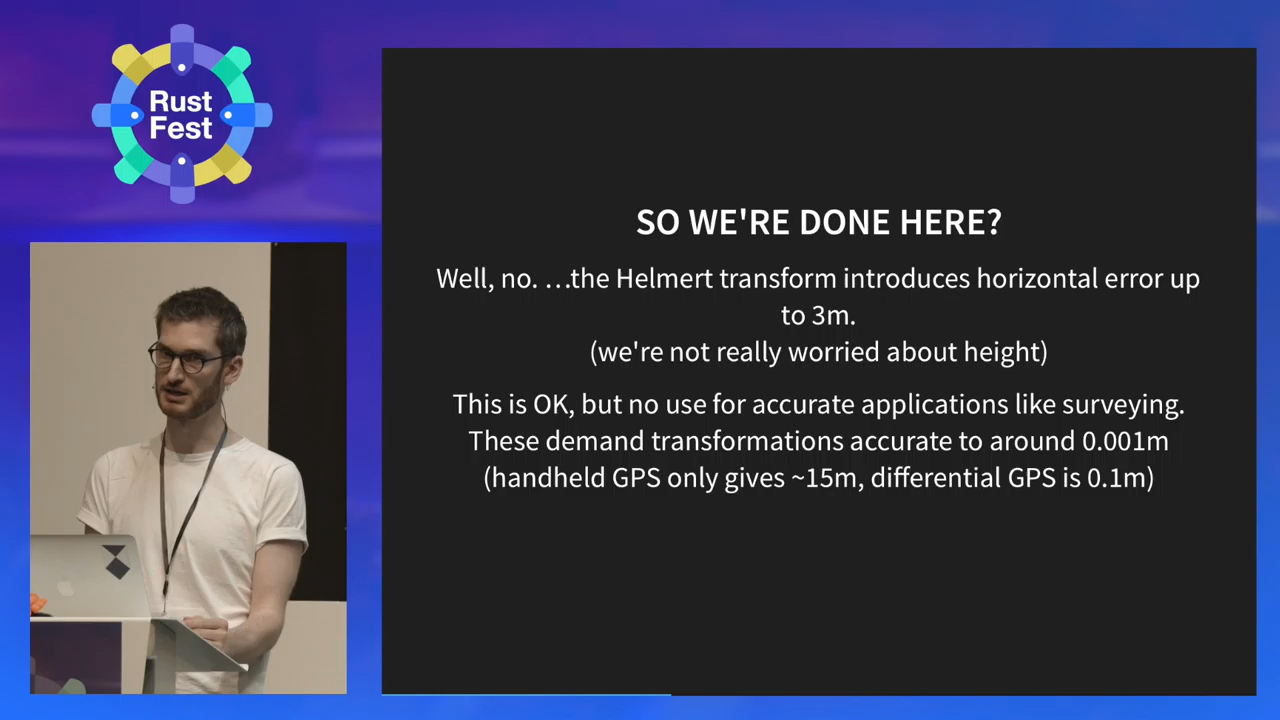 Rust
Fest
SO WE'RE DONE HERE?
Well, no. …the Helmert transform introduces horizontal error up
to 3m.
(we're not really worried about height)
This is OK, but no use for accurate applications like surveying.
These demand transformations accurate to around 0.001m
(handheld GPS only gives ~15m, differential GPS is 0.1m)